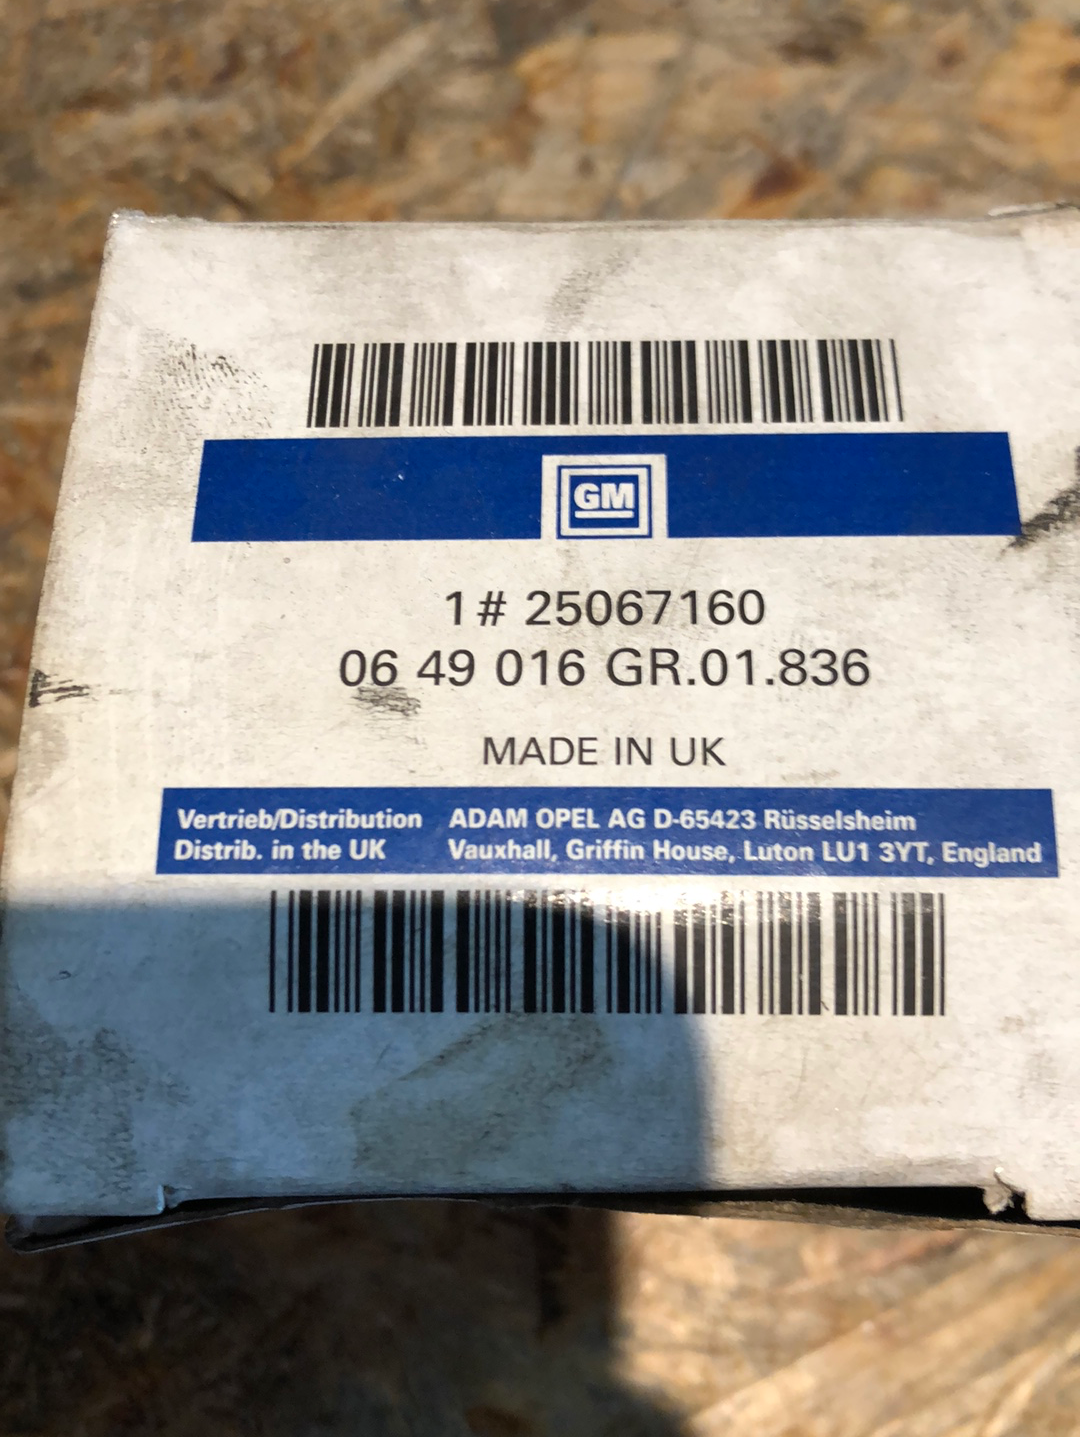 GM
1# 25067160
06 49 016 GR.01.836
MADE IN UK
Vertrieb/Distribution ADAM OPEL AG D-65423 Rüsselsheim
Distrib. in the UK Vauxhall, Griffin House, Luton LU1 3YT, England